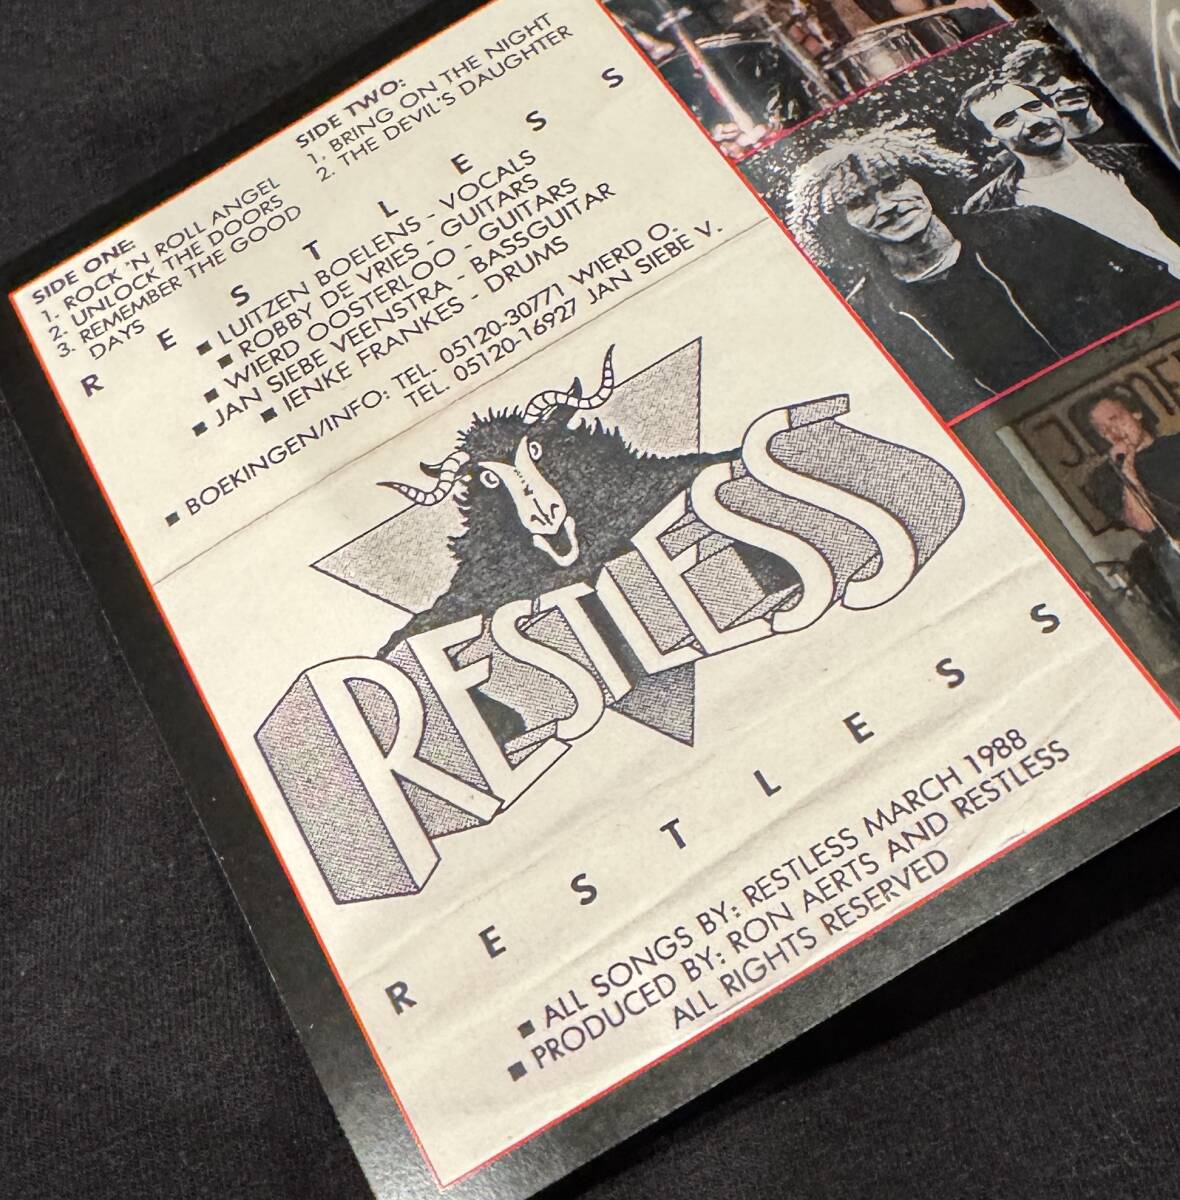 SIDE ONE:
1. ROCK 'N ROLL ANGEL
2. UNLOCK THE DOORS
3. REMEMBER THE GOOD
DAYS
SIDE TWO:
1. BRING ON THE NIGHT
2. THE DEVIL'S DAUGHTER
R E S T L E S S
■ LUITZEN BOELENS - VOCALS
■ ROBBY DE VRIES - GUITARS
■ WIERD OOSTERLOO - GUITARS
■ JAN SIEBE VEENSTRA - BASSGUITAR
■ IENKE FRANKES - DRUMS
■ BOEKINGEN/INFO: TEL. 05120-30771 WIERD O.
TEL. 05120-16927 JAN SIEBE V.
RESTLESS
R E S T L E S S
■ ALL SONGS BY: RESTLESS MARCH 1988
■ PRODUCED BY: RON AERTS AND RESTLESS
ALL RIGHTS RESERVED